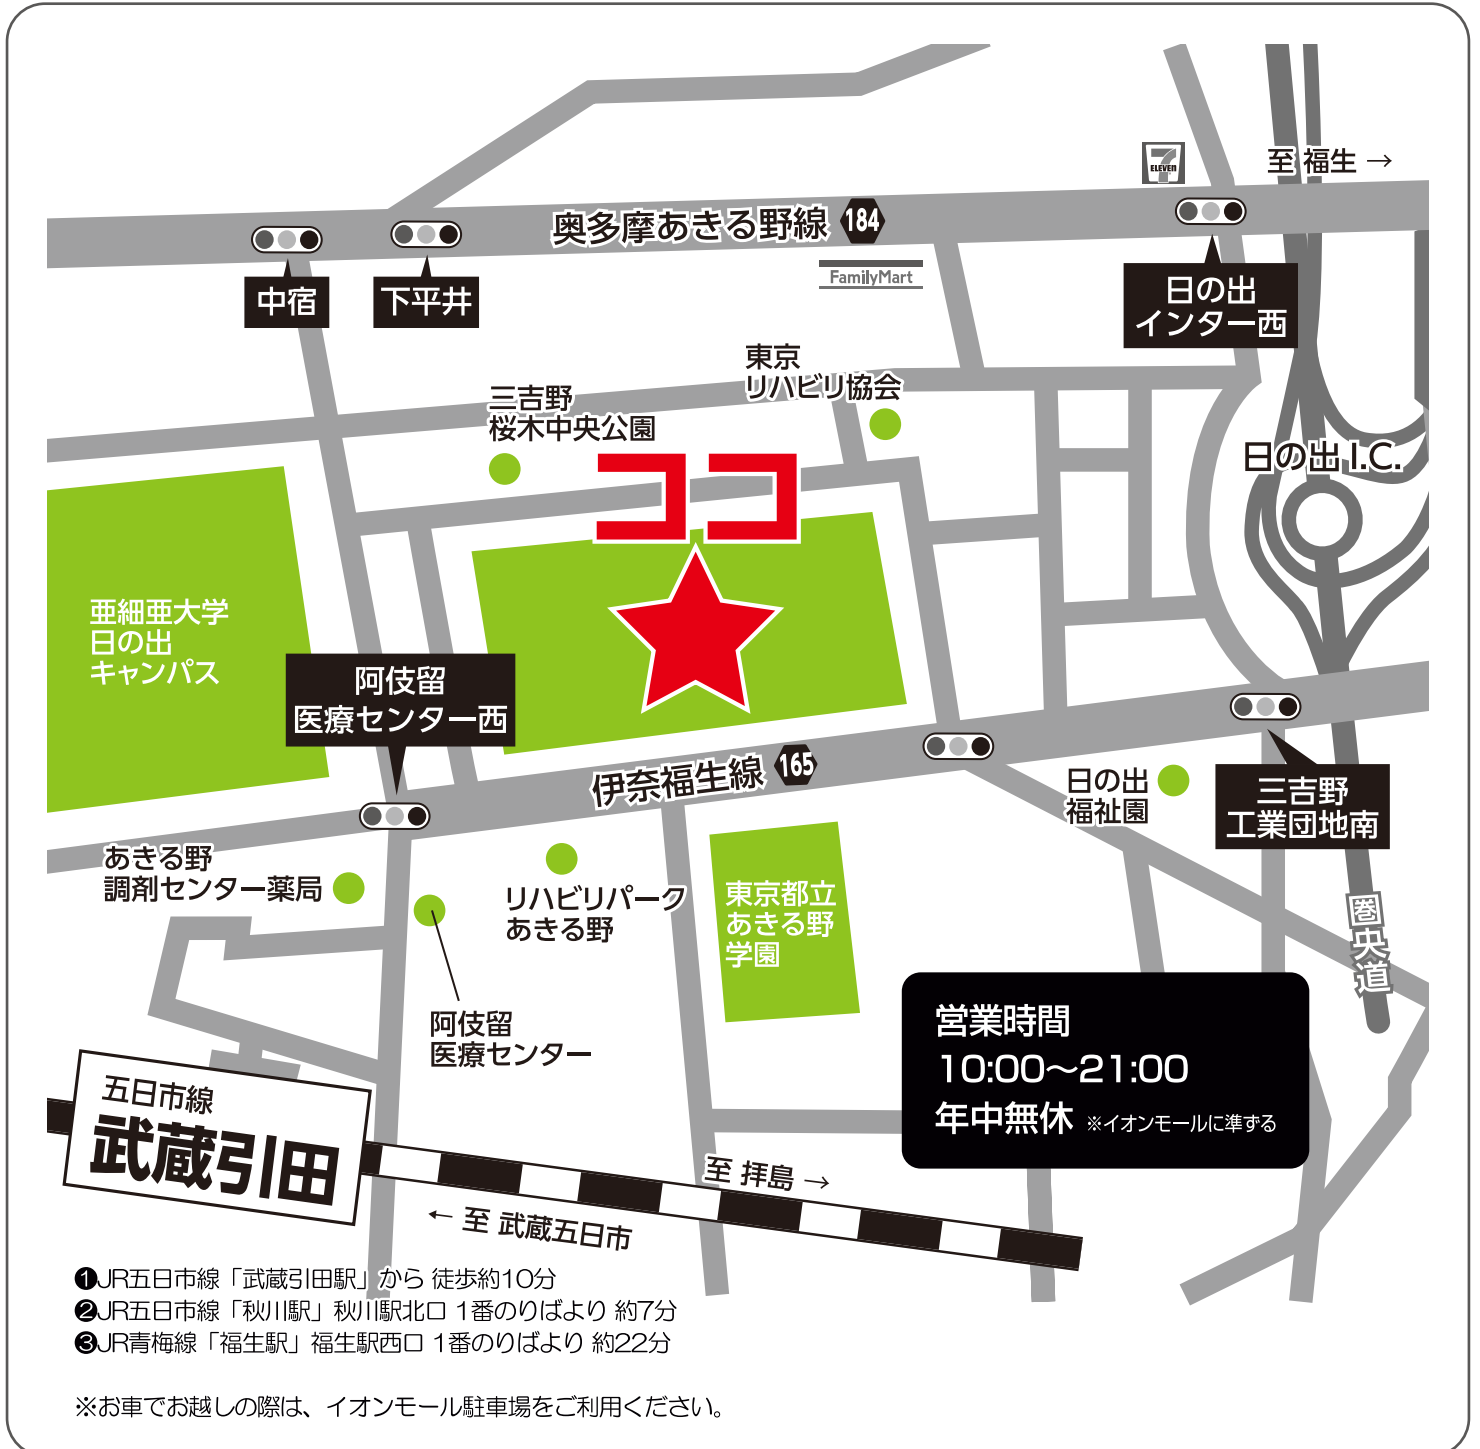 至 福生 →
7
ELEVEN
奥多摩あきる野線 184
中宿
下平井
FamilyMart
日の出
インター西
東京
リハビリ協会
三吉野
桜木中央公園
ココ
日の出 I.C.
亜細亜大学
日の出
キャンパス
阿伎留
医療センター西
伊奈福生線 165
日の出
福祉園
三吉野
工業団地南
あきる野
調剤センター薬局
リハビリパーク
あきる野
東京都立
あきる野
学園
圏央道
阿伎留
医療センター
営業時間
10:00〜21:00
年中無休 ※イオンモールに準ずる
五日市線
武蔵引田
至 拝島 →
← 至 武蔵五日市
❶JR五日市線「武蔵引田駅」から 徒歩約10分
❷JR五日市線「秋川駅」秋川駅北口 1番のりばより 約7分
❸JR青梅線「福生駅」福生駅西口 1番のりばより 約22分
※お車でお越しの際は、イオンモール駐車場をご利用ください。